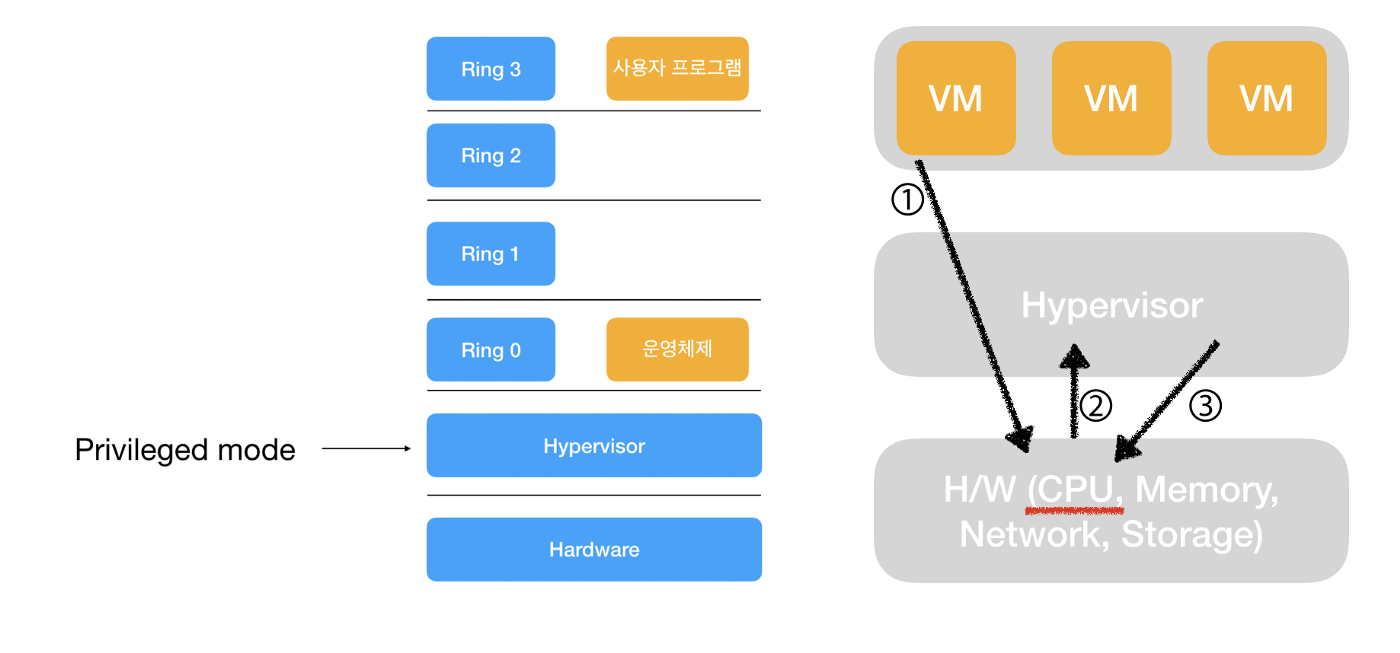 Ring 3
사용자 프로그램
Ring 2
Ring 1
Ring 0
운영체제
Privileged mode
Hypervisor
Hardware
VM
VM
VM
①
Hypervisor
②
③
H/W (CPU, Memory,
Network, Storage)